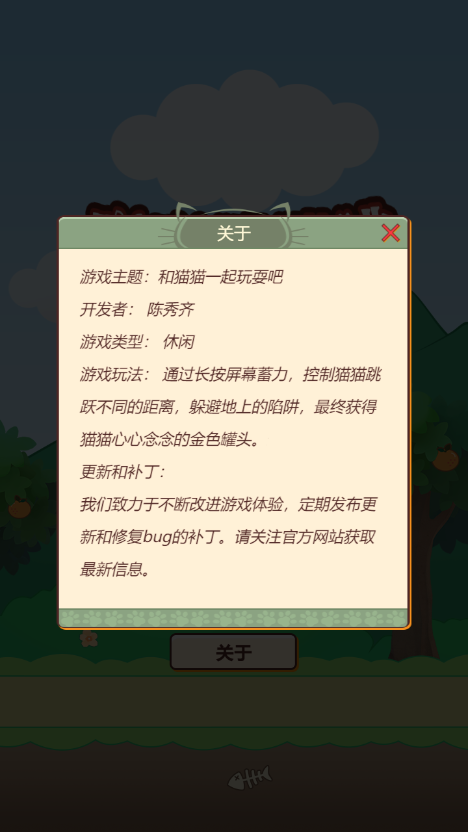 关于
游戏主题：和猫猫一起玩耍吧
开发者： 陈秀齐
游戏类型： 休闲
游戏玩法： 通过长按屏幕蓄力，控制猫猫跳
跃不同的距离，躲避地上的陷阱，最终获得
猫猫心心念念的金色罐头。
更新和补丁：
我们致力于不断改进游戏体验，定期发布更
新和修复bug的补丁。请关注官方网站获取
最新信息。
关于